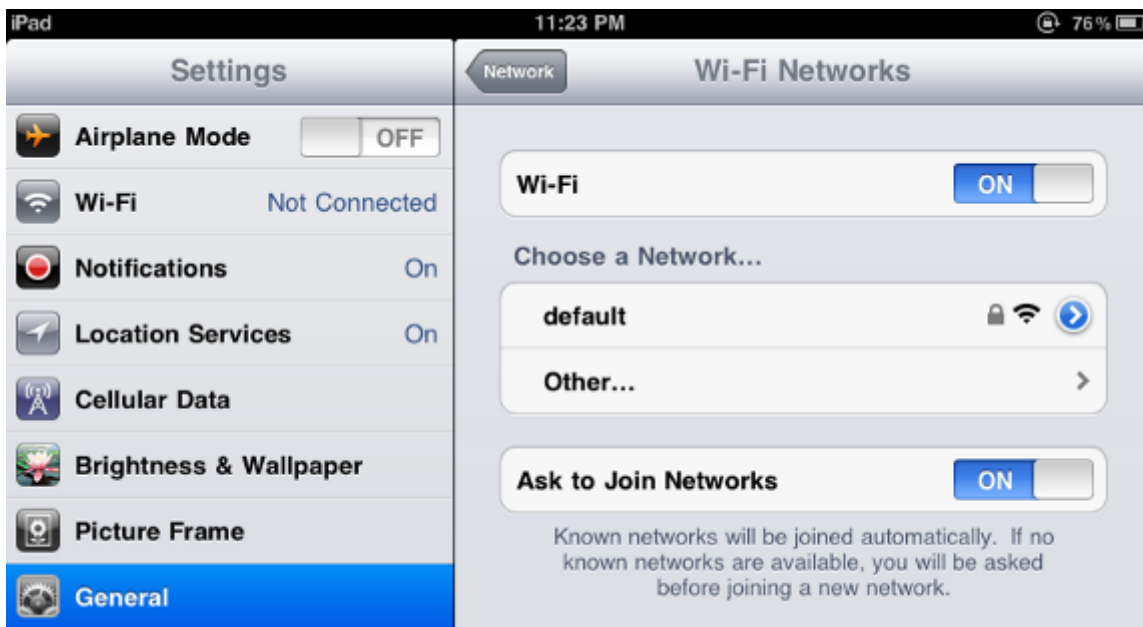 iPad 11:23 PM 76%
Settings
Network Wi-Fi Networks
Airplane Mode OFF
Wi-Fi Not Connected
Notifications On
Location Services On
Cellular Data
Brightness & Wallpaper
Picture Frame
General
Wi-Fi ON
Choose a Network...
default
Other...
Ask to Join Networks ON
Known networks will be joined automatically. If no
known networks are available, you will be asked
before joining a new network.